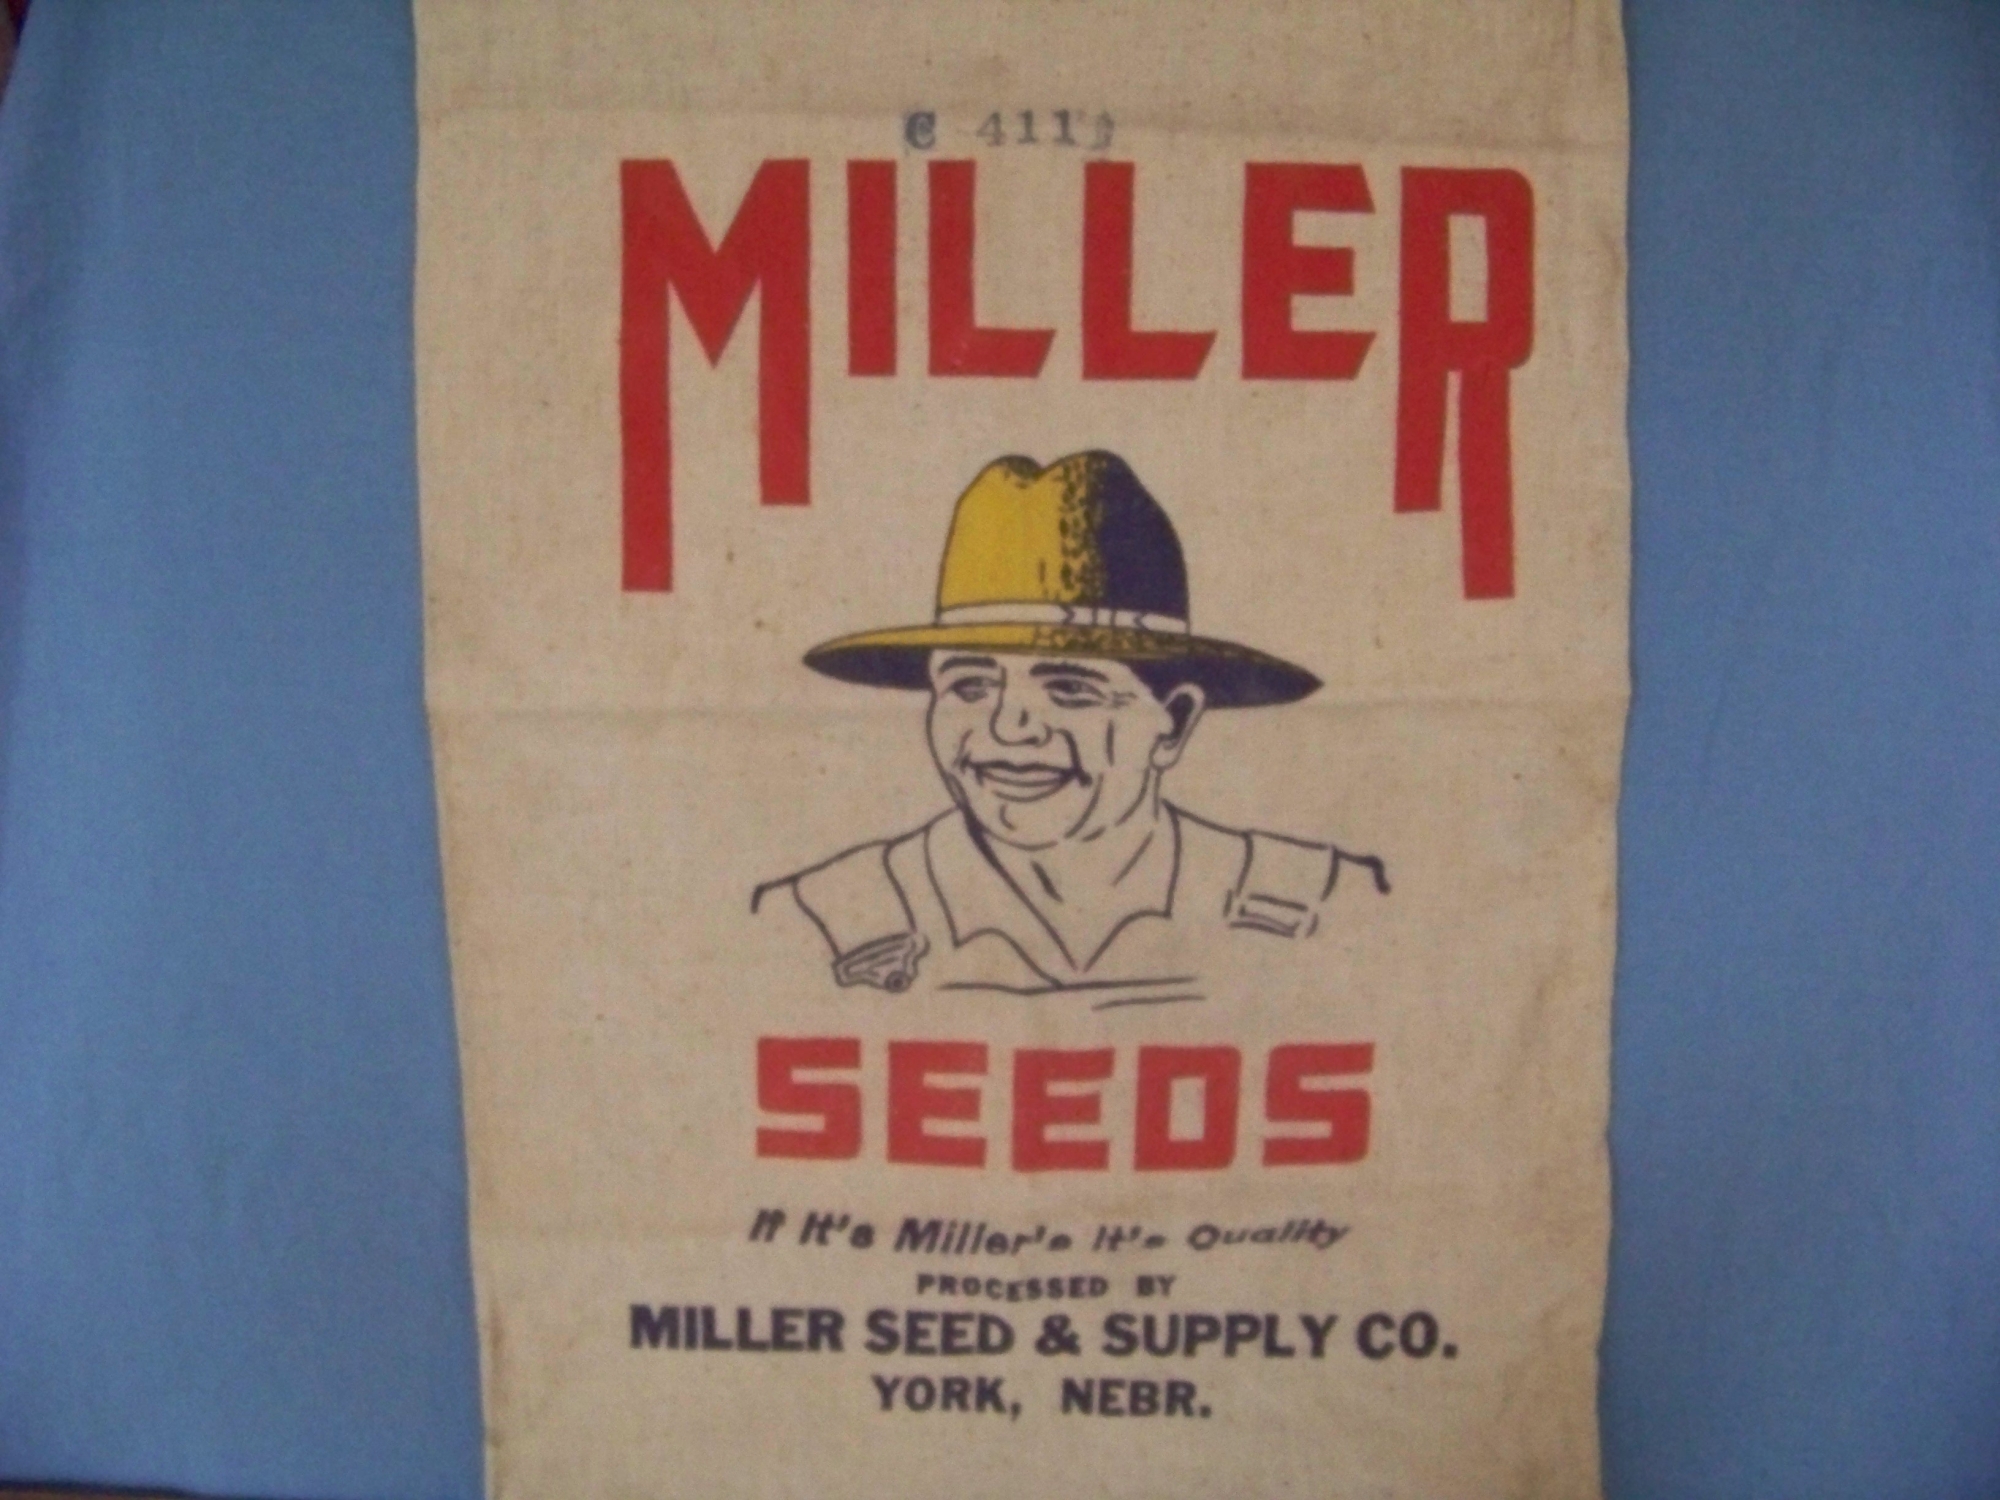 C 411
MILLER
SEEDS
If It's Miller's It's Quality
PROCESSED BY
MILLER SEED & SUPPLY CO.
YORK, NEBR.